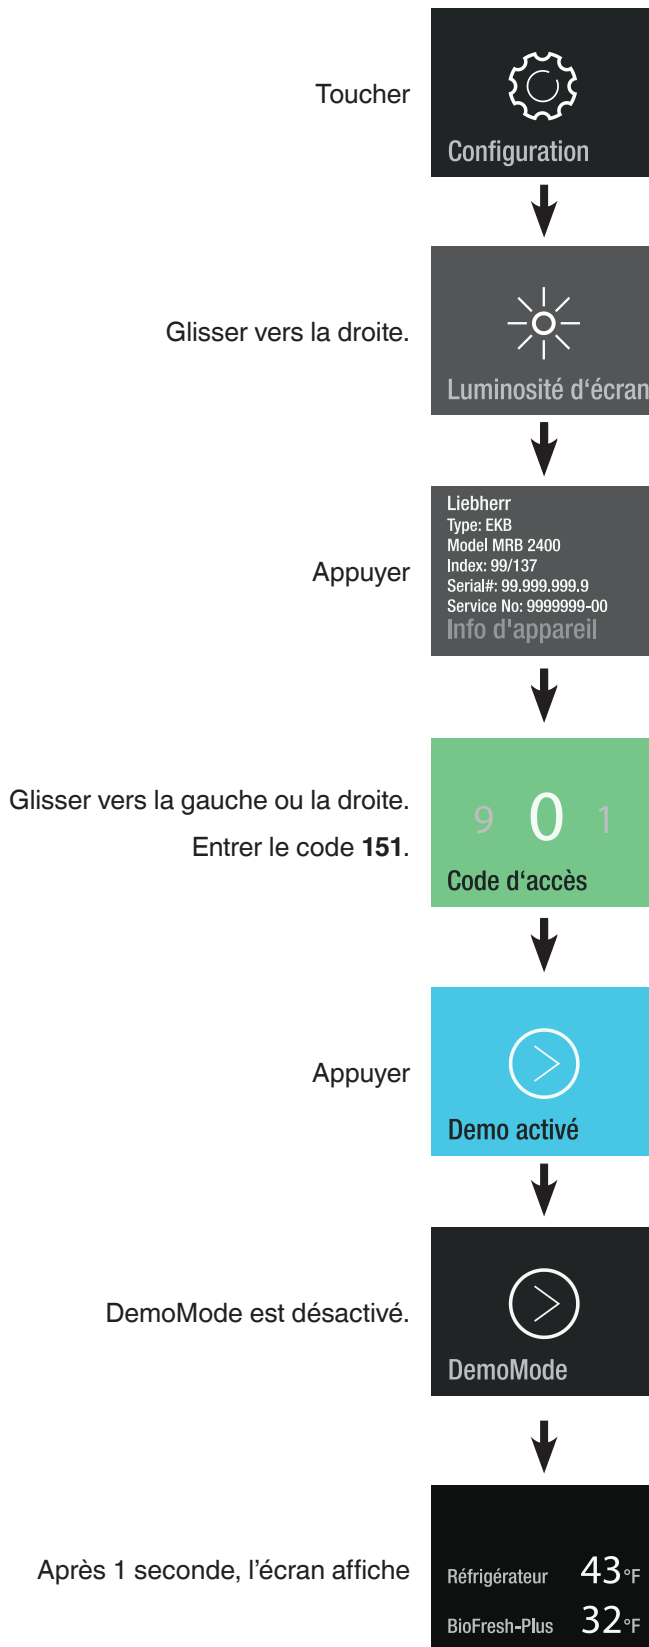 Toucher
Configuration
Glisser vers la droite.
Luminosité d‘écran
Appuyer
Liebherr
Type: EKB
Model MRB 2400
Index: 99/137
Serial#: 99.999.999.9
Service No: 9999999-00
Info d'appareil
Glisser vers la gauche ou la droite.
Entrer le code 151.
9 0 1
Code d‘accès
Appuyer
Demo activé
DemoMode est désactivé.
DemoMode
Après 1 seconde, l’écran affiche
Réfrigérateur 43°F
BioFresh-Plus 32°F